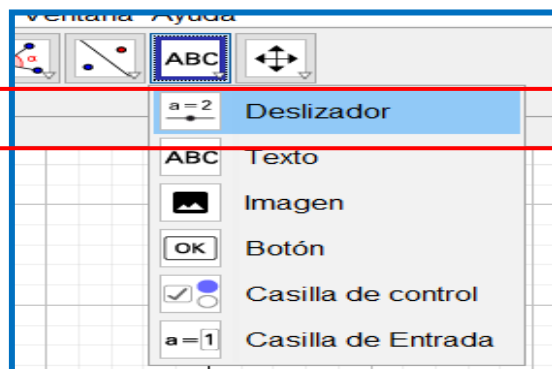 Ventana Ayuda
α
ABC
a=2
Deslizador
ABC
Texto
Imagen
OK
Botón
Casilla de control
a=1
Casilla de Entrada